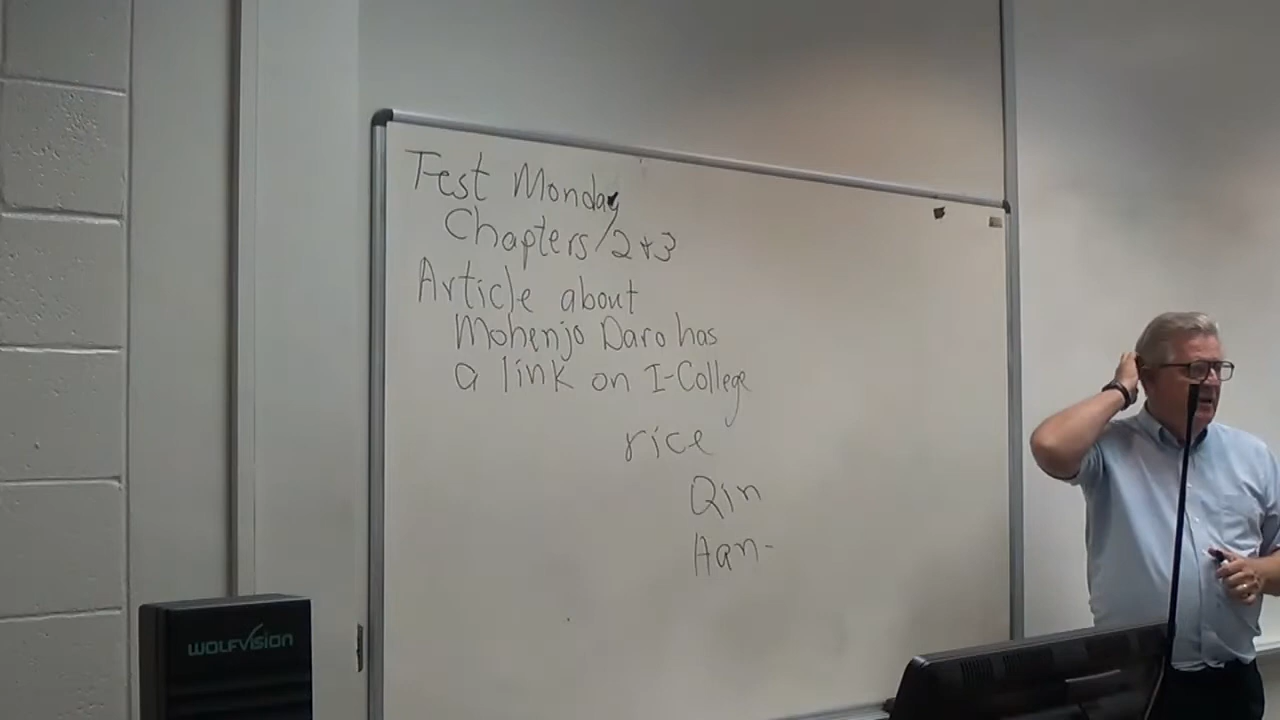 Test Monday
Chapters/2+3
Article about
Mohenjo Daro has
a link on I-College
rice
Qin
Han-
WOLFVISION